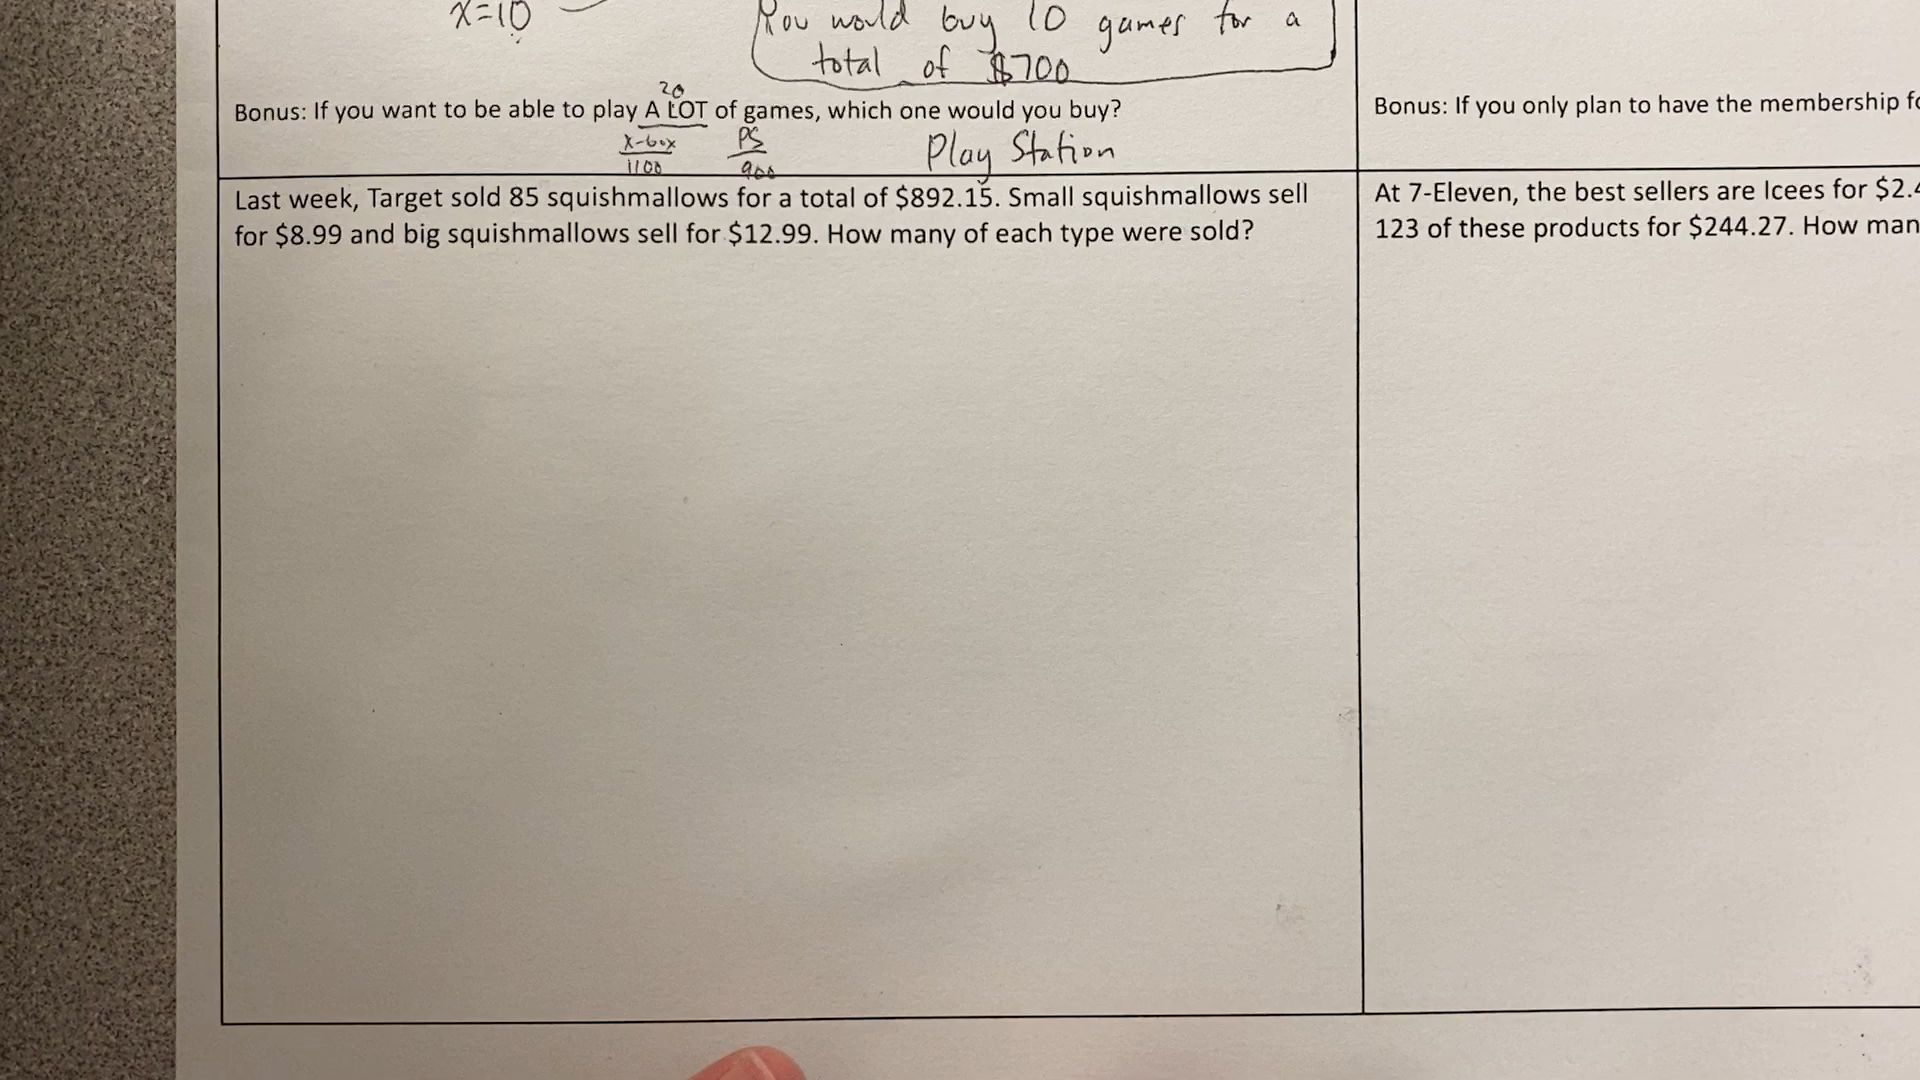 x=10
You would buy 10 games for a
total of $700
20
Bonus: If you want to be able to play A LOT of games, which one would you buy?
X-box PS Play Station
1100 900
Bonus: If you only plan to have the membership fo
Last week, Target sold 85 squishmallows for a total of $892.15. Small squishmallows sell
for $8.99 and big squishmallows sell for $12.99. How many of each type were sold?
At 7-Eleven, the best sellers are Icees for $2.4
123 of these products for $244.27. How man